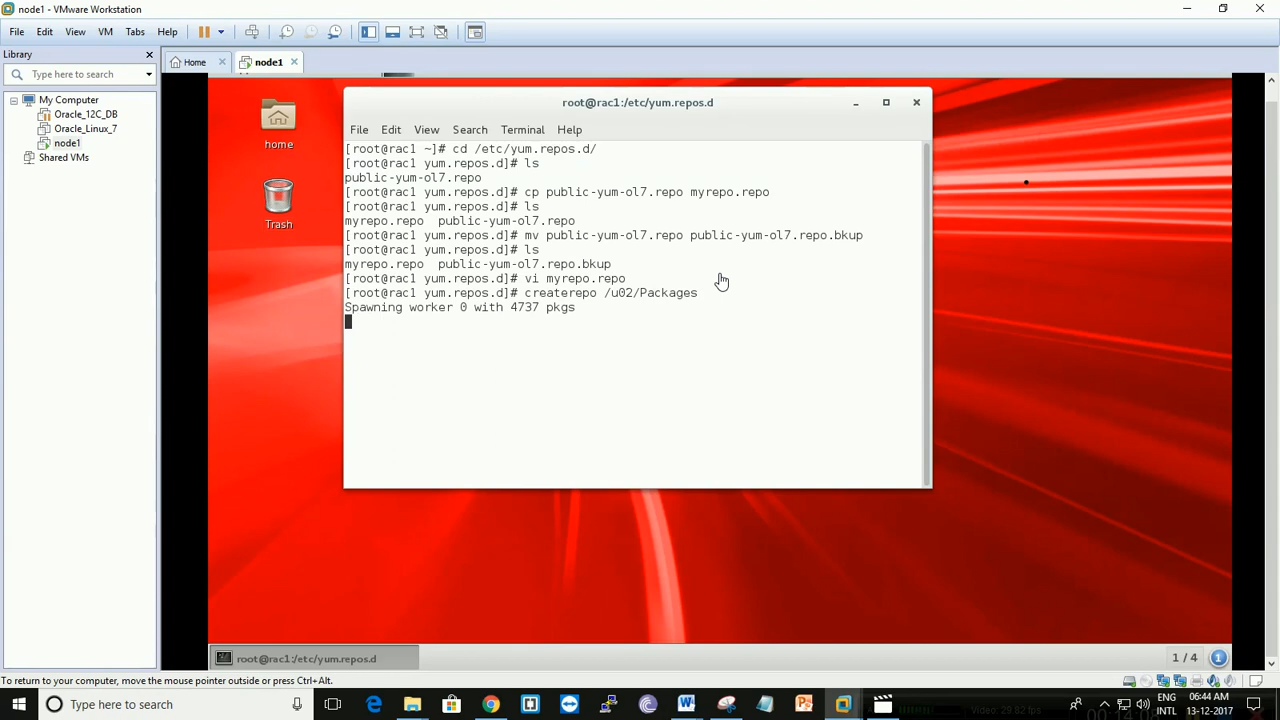 node1 - VMware Workstation
File Edit View VM Tabs Help
Library
Type here to search
My Computer
Oracle_12C_DB
Oracle_Linux_7
node1
Shared VMs
Home
node1
home
Trash
root@rac1:/etc/yum.repos.d
File Edit View Search Terminal Help
[root@rac1 ~]# cd /etc/yum.repos.d/
[root@rac1 yum.repos.d]# ls
public-yum-ol7.repo
[root@rac1 yum.repos.d]# cp public-yum-ol7.repo myrepo.repo
[root@rac1 yum.repos.d]# ls
myrepo.repo  public-yum-ol7.repo
[root@rac1 yum.repos.d]# mv public-yum-ol7.repo public-yum-ol7.repo.bkup
[root@rac1 yum.repos.d]# ls
myrepo.repo  public-yum-ol7.repo.bkup
[root@rac1 yum.repos.d]# vi myrepo.repo
[root@rac1 yum.repos.d]# createrepo /u02/Packages
Spawning worker 0 with 4737 pkgs
root@rac1:/etc/yum.repos.d
1 / 4
1
To return to your computer, move the mouse pointer outside or press Ctrl+Alt.
Type here to search
ENG
INTL
06:44 AM
13-12-2017